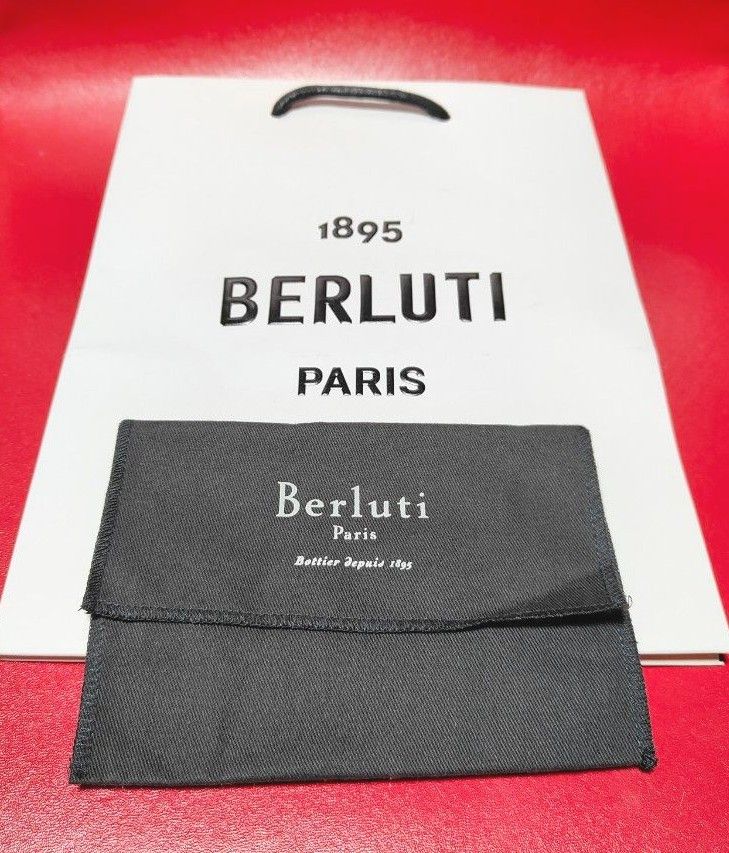 1895
BERLUTI
PARIS
Berluti
Paris
Bottier depuis 1895